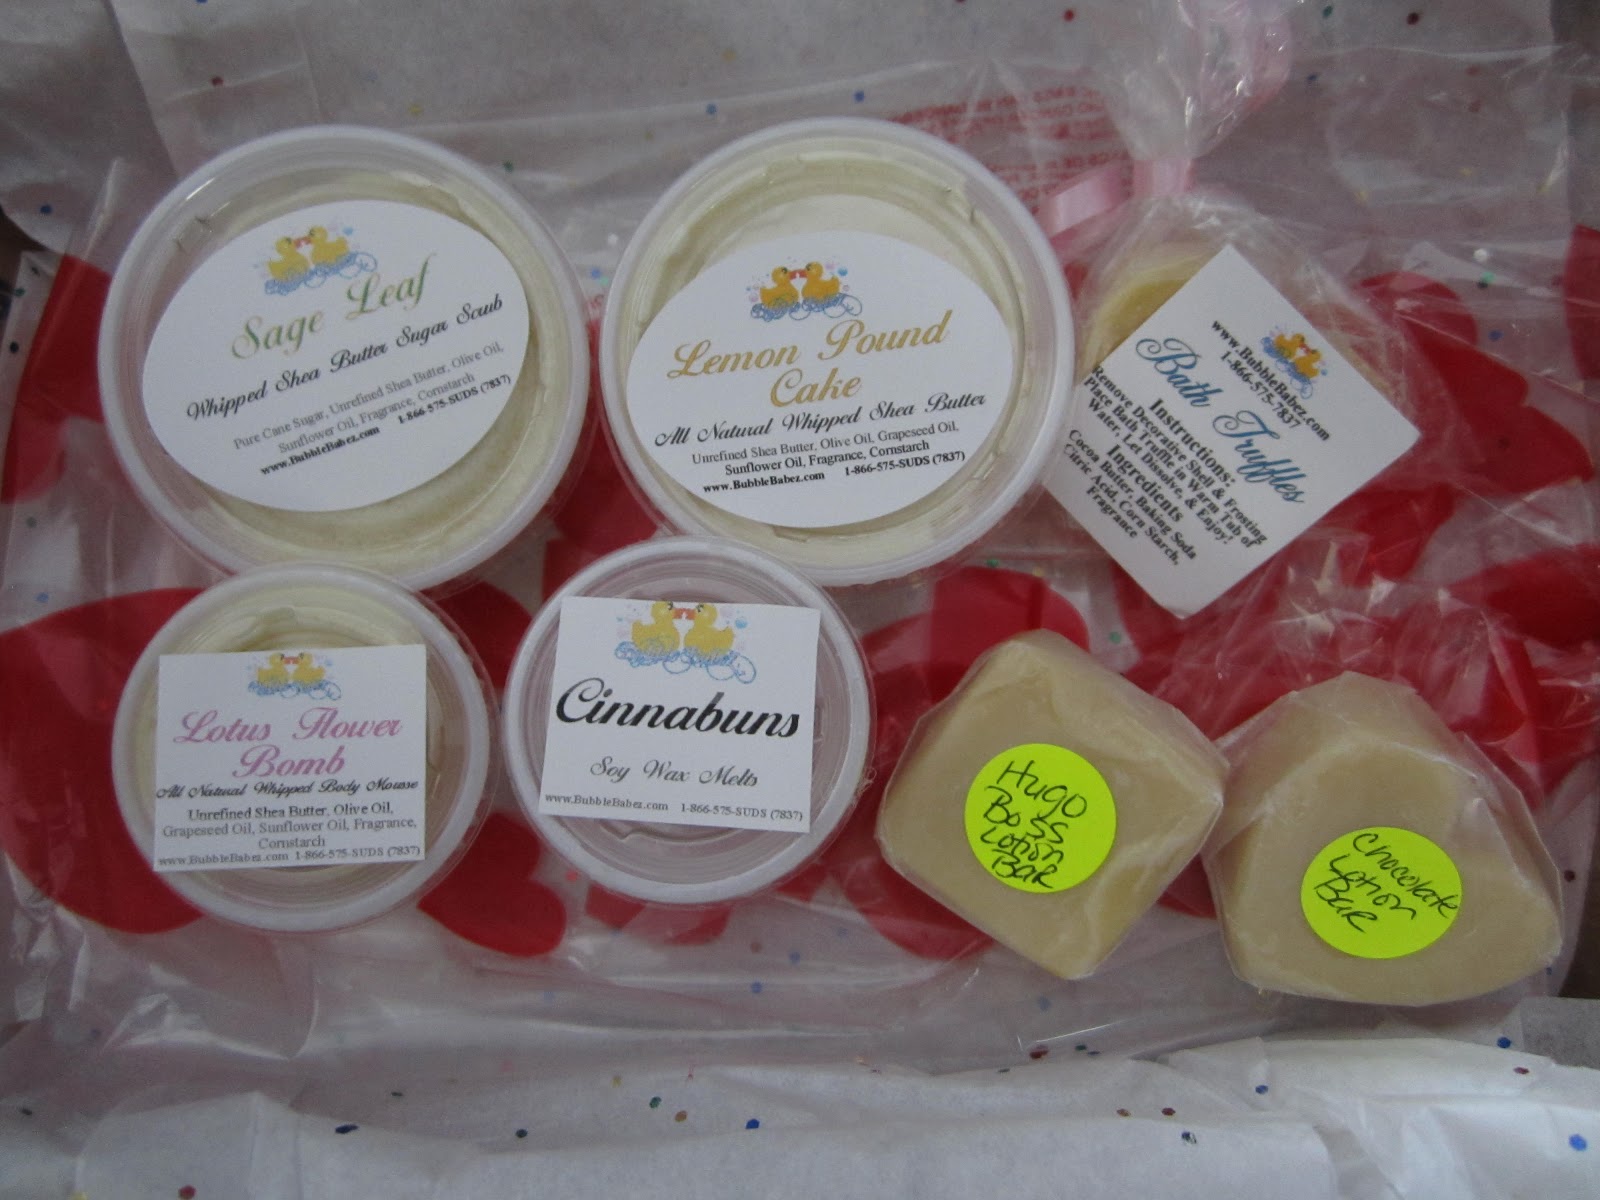 Sage Leaf
Whipped Shea Butter Sugar Scrub
Pure Cane Sugar, Unrefined Shea Butter, Olive Oil,
Sunflower Oil, Fragrance, Cornstarch
www.BubbleBabez.com 1-866-575-SUDS (7837)
Lemon Pound
Cake
All Natural Whipped Shea Butter
Unrefined Shea Butter, Olive Oil, Grapeseed Oil,
Sunflower Oil, Fragrance, Cornstarch
www.BubbleBabez.com 1-866-575-SUDS (7837)
www.BubbleBabez.com
1-866-575-7837
Bath Truffles
Instructions:
Remove Decorative Shell & Frosting
Place Bath Truffle in Warm Tub of
Water, Let Dissolve, & Enjoy!
Ingredients
Cocoa Butter, Baking Soda
Citric Acid, Corn Starch,
Fragrance
Lotus Flower
Bomb
All Natural Whipped Body Mousse
Unrefined Shea Butter, Olive Oil,
Grapeseed Oil, Sunflower Oil, Fragrance,
Cornstarch
www.BubbleBabez.com 1-866-575-SUDS (7837)
Cinnabuns
Soy Wax Melts
www.BubbleBabez.com 1-866-575-SUDS (7837)
Hugo
Boss
Lotion
Bar
Chocolate
Lotion
Bar